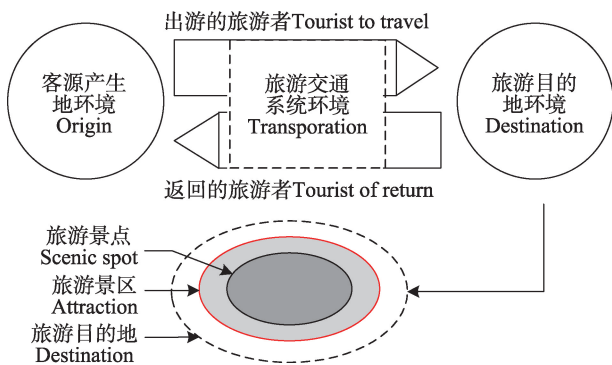 出游的旅游者Tourist to travel
客源产生
地环境
Origin
旅游交通
系统环境
Transporation
旅游目的
地环境
Destination
返回的旅游者Tourist of return
旅游景点
Scenic spot
旅游景区
Attraction
旅游目的地
Destination